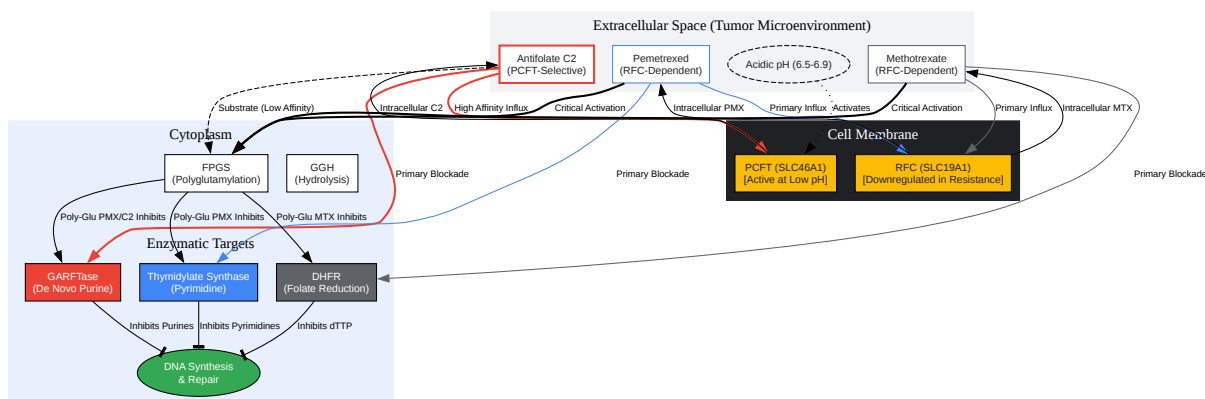 Extracellular Space (Tumor Microenvironment)
Antifolate C2
(PCFT-Selective)
Pemetrexed
(RFC-Dependent)
Acidic pH (6.5-6.9)
Methotrexate
(RFC-Dependent)
Substrate (Low Affinity)
Intracellular C2
High Affinity Influx
Critical Activation
Intracellular PMX
Primary Influx
Activates
Critical Activation
Primary Influx
Intracellular MTX
Cytoplasm
Cell Membrane
FPGS
(Polyglutamylation)
GGH
(Hydrolysis)
Primary Blockade
Primary Blockade
PCFT (SLC46A1)
[Active at Low pH]
RFC (SLC19A1)
[Downregulated in Resistance]
Primary Blockade
Poly-Glu PMX/C2 Inhibits
Poly-Glu PMX Inhibits
Poly-Glu MTX Inhibits
Enzymatic Targets
GARFTase
(De Novo Purine)
Thymidylate Synthase
(Pyrimidine)
DHFR
(Folate Reduction)
Inhibits Purines
Inhibits Pyrimidines
Inhibits dTTP
DNA Synthesis
& Repair